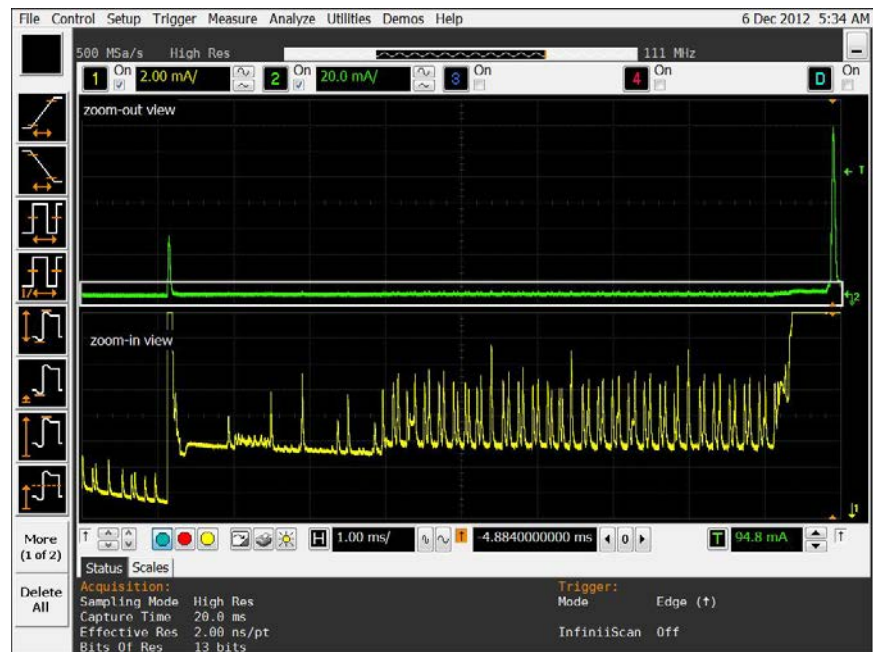 File Control Setup Trigger Measure Analyze Utilities Demos Help 6 Dec 2012 5:34 AM
500 MSa/s High Res 111 MHz
1 On 2.00 mA/ 2 On 20.0 mA/ 3 On 4 On D On
zoom-out view
T
2
zoom-in view
1
More
(1 of 2)
Delete
All
H 1.00 ms/ -4.8840000000 ms 0 T 94.8 mA
Status Scales
Acquisition: Trigger:
Sampling Mode High Res Mode Edge (↑)
Capture Time 20.0 ms
Effective Res 2.00 ns/pt InfiniiScan Off
Bits Of Res 13 bits